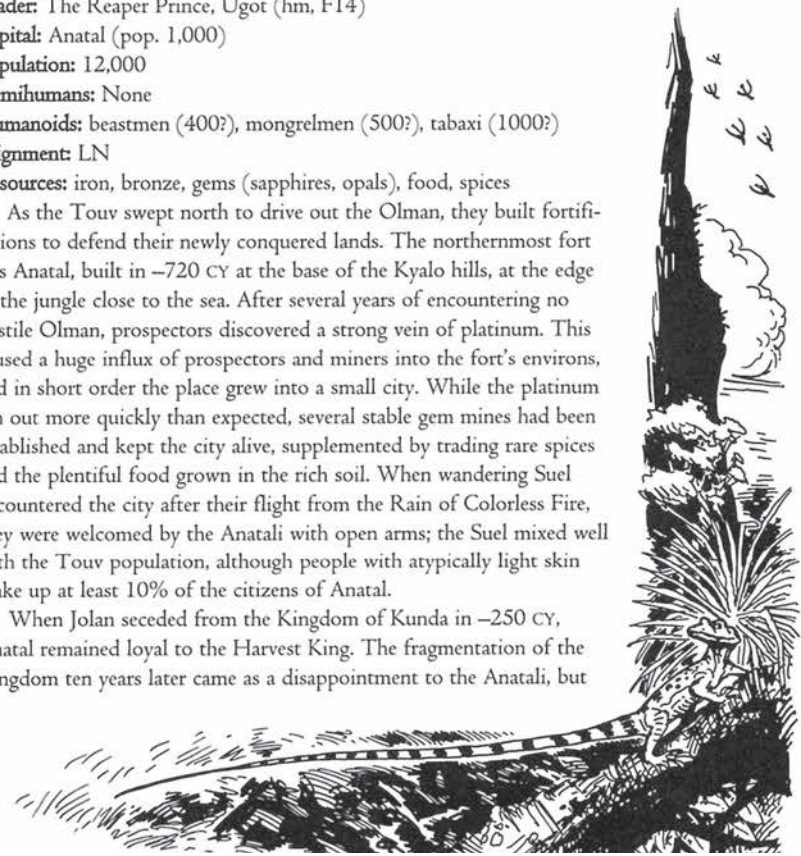 ader: The Reaper Prince, Ugot (hm, F14)
pital: Anatal (pop. 1,000)
pulation: 12,000
mihumans: None
umanoids: beastmen (400?), mongrelmen (500?), tabaxi (1000?)
gnment: LN
sources: iron, bronze, gems (sapphires, opals), food, spices
As the Touv swept north to drive out the Olman, they built fortifi-
ions to defend their newly conquered lands. The northernmost fort
s Anatal, built in –720 CY at the base of the Kyalo hills, at the edge
the jungle close to the sea. After several years of encountering no
stile Olman, prospectors discovered a strong vein of platinum. This
used a huge influx of prospectors and miners into the fort's environs,
d in short order the place grew into a small city. While the platinum
n out more quickly than expected, several stable gem mines had been
ablished and kept the city alive, supplemented by trading rare spices
d the plentiful food grown in the rich soil. When wandering Suel
countered the city after their flight from the Rain of Colorless Fire,
ey were welcomed by the Anatali with open arms; the Suel mixed well
th the Touv population, although people with atypically light skin
ake up at least 10% of the citizens of Anatal.
When Jolan seceded from the Kingdom of Kunda in –250 CY,
natal remained loyal to the Harvest King. The fragmentation of the
ngdom ten years later came as a disappointment to the Anatali, but